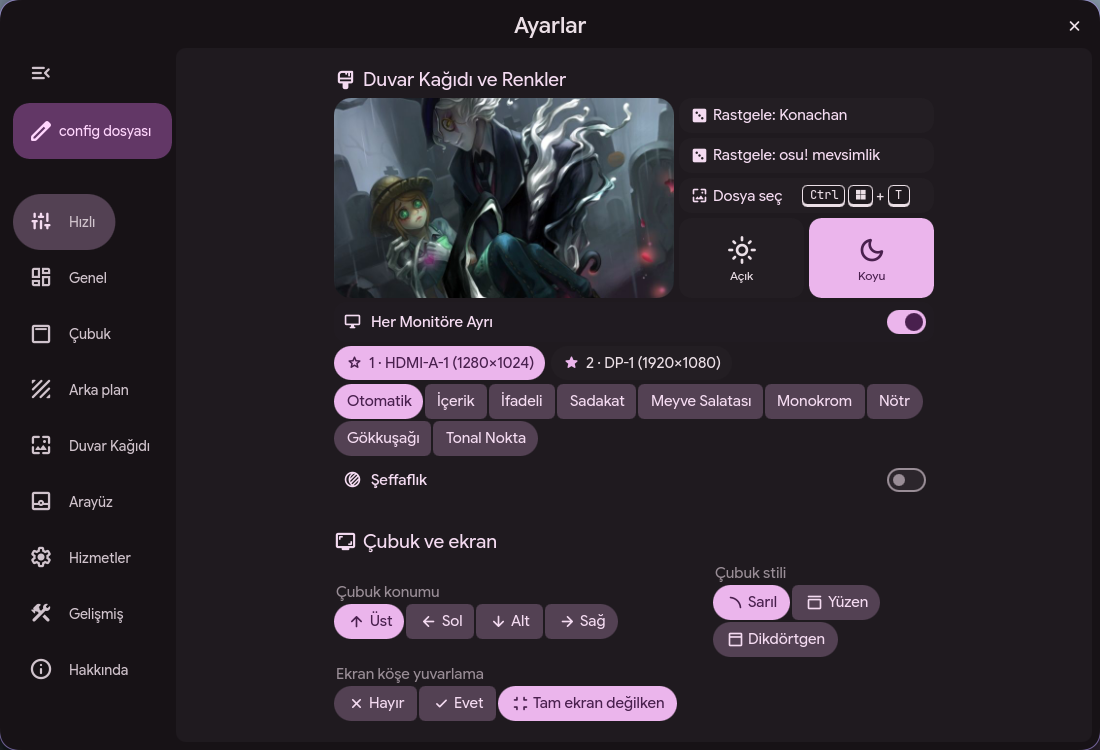 Ayarlar
config dosyası
Hızlı
Genel
Çubuk
Arka plan
Duvar Kağıdı
Arayüz
Hizmetler
Gelişmiş
Hakkında
Duvar Kağıdı ve Renkler
Rastgele: Konachan
Rastgele: osu! mevsimlik
Dosya seç Ctrl + T
Açık Koyu
Her Monitöre Ayrı
1 · HDMI-A-1 (1280×1024) 2 · DP-1 (1920×1080)
Otomatik İçerik İfadeli Sadakat Meyve Salatası Monokrom Nötr
Gökkuşağı Tonal Nokta
Şeffaflık
Çubuk ve ekran
Çubuk konumu
Üst Sol Alt Sağ
Çubuk stili
Sarıl Yüzen
Dikdörtgen
Ekran köşe yuvarlama
Hayır Evet Tam ekran değilken